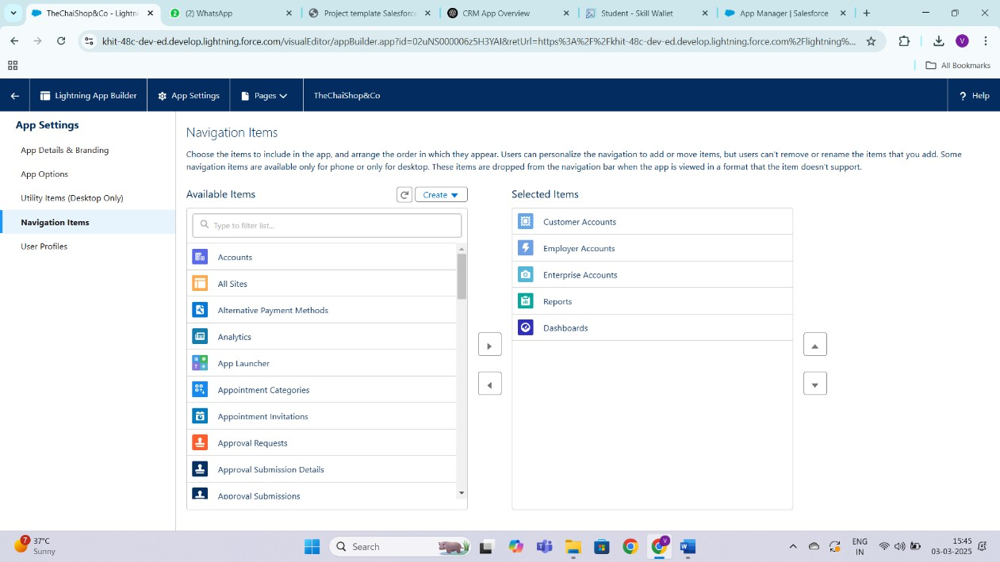 TheChaiShop&Co - Lightni
(2) WhatsApp
Project template Salesforce
CRM App Overview
Student - Skill Wallet
App Manager | Salesforce
khit-48c-dev-ed.develop.lightning.force.com/visualEditor/appBuilder.app?id=02uNS000006z5H3YAI&retUrl=https%3A%2F%2Fkhit-48c-dev-ed.develop.lightning.force.com%2Flightning%...
V
All Bookmarks
Lightning App Builder
App Settings
Pages
TheChaiShop&Co
? Help
App Settings
App Details & Branding
App Options
Utility Items (Desktop Only)
Navigation Items
User Profiles
Navigation Items
Choose the items to include in the app, and arrange the order in which they appear. Users can personalize the navigation to add or move items, but users can't remove or rename the items that you add. Some
navigation items are available only for phone or only for desktop. These items are dropped from the navigation bar when the app is viewed in a format that the item doesn't support.
Available Items
Create
Type to filter list...
Accounts
All Sites
Alternative Payment Methods
Analytics
App Launcher
Appointment Categories
Appointment Invitations
Approval Requests
Approval Submission Details
Approval Submissions
Selected Items
Customer Accounts
Employer Accounts
Enterprise Accounts
Reports
Dashboards
7
37°C
Sunny
Search
V
ENG
IN
15:45
03-03-2025